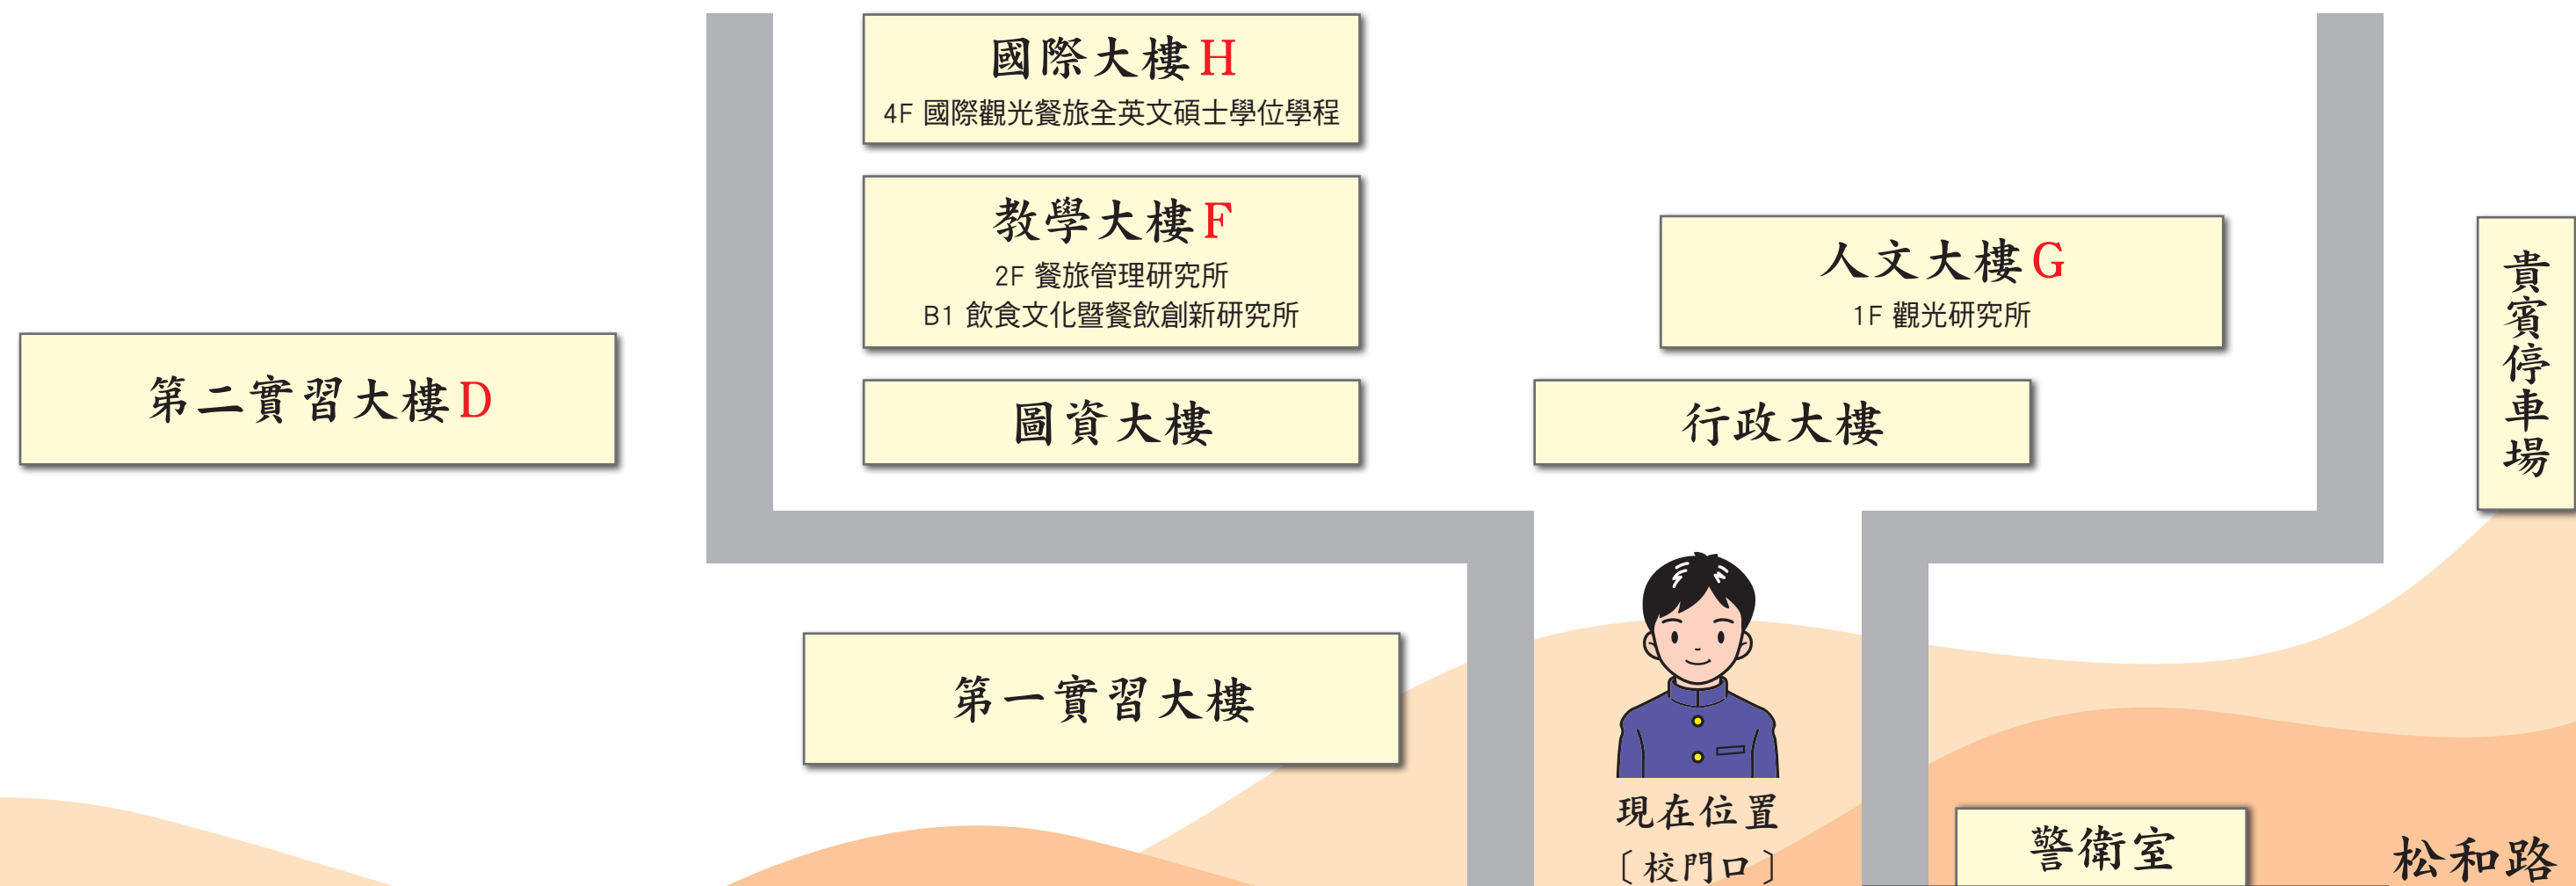 國際大樓H
4F 國際觀光餐旅全英文碩士學位學程
教學大樓F
2F 餐旅管理研究所
B1 飲食文化暨餐飲創新研究所
人文大樓G
1F 觀光研究所
貴賓停車場
第二實習大樓D
圖資大樓
行政大樓
第一實習大樓
現在位置
〔校門口〕
警衛室
松和路